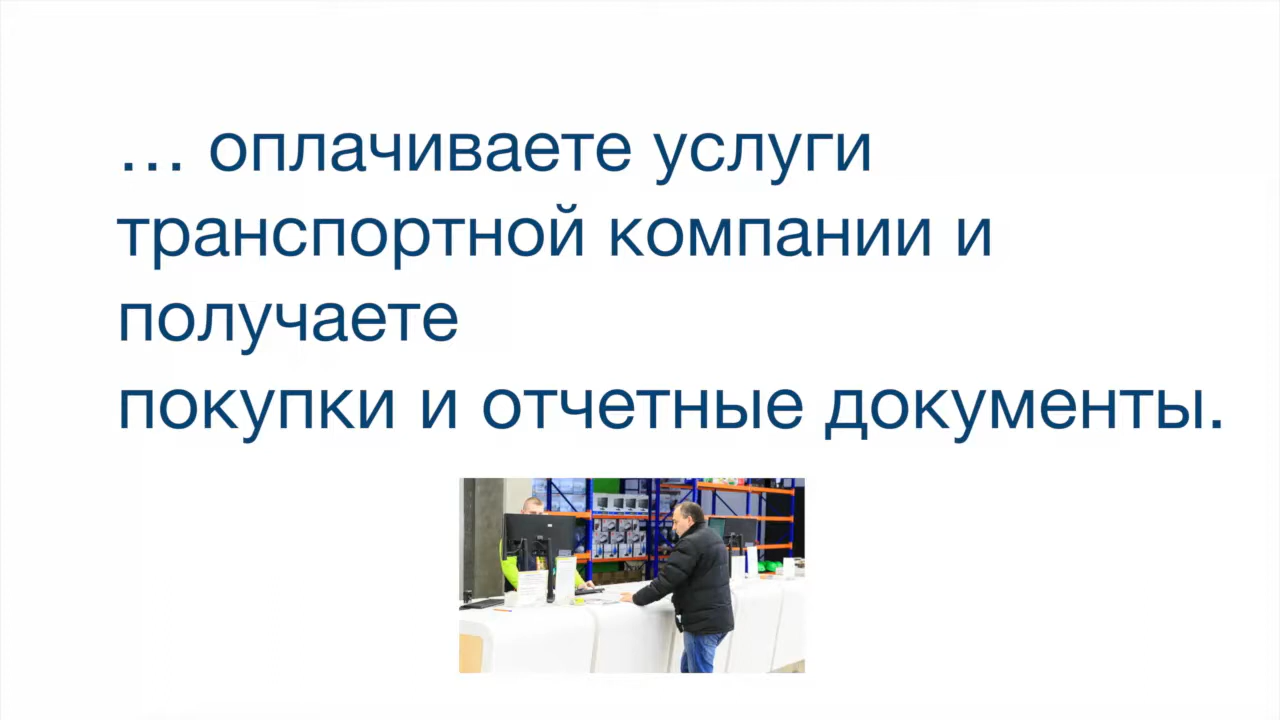 ... оплачиваете услуги
транспортной компании и
получаете
покупки и отчетные документы.